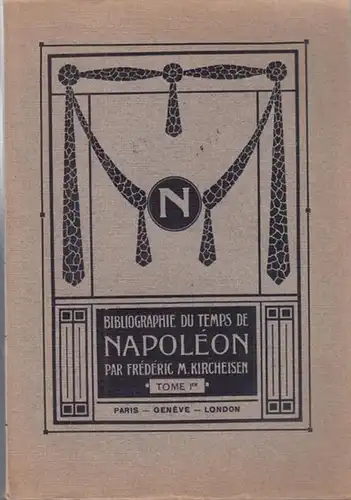 N
BIBLIOGRAPHIE DU TEMPS DE
NAPOLÉON
PAR FRÉDÉRIC M. KIRCHEISEN
TOME Ier
PARIS — GENÈVE — LONDON